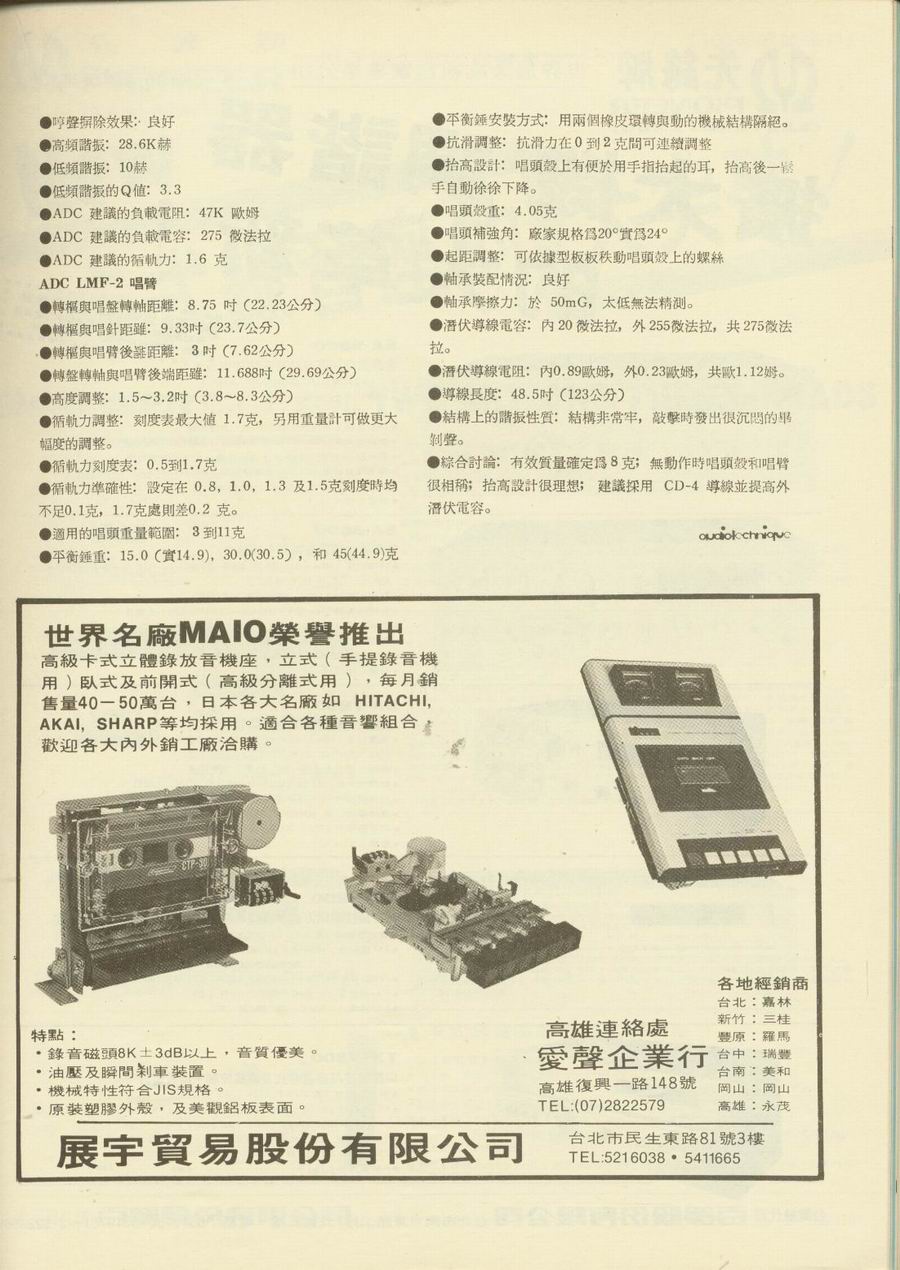 ●哼聲摒除效果: 良好
●高頻諧振: 28.6K赫
●低頻諧振: 10赫
●低頻諧振的Q值: 3.3
●ADC 建議的負載電阻: 47K 歐姆
●ADC 建議的負載電容: 275 微法拉
●ADC 建議的循軌力: 1.6 克
ADC LMF-2 唱臂
●轉樞與唱盤轉軸距離: 8.75 吋 (22.23公分)
●轉樞與唱針距離: 9.33吋 (23.7公分)
●轉樞與唱臂後端距離: 3 吋 (7.62公分)
●轉盤轉軸與唱臂後端距離: 11.688吋 (29.69公分)
●高度調整: 1.5~3.2吋 (3.8~8.3公分)
●循軌力調整: 刻度表最大值 1.7克, 另用重量計可做更大
幅度的調整。
●循軌力刻度表: 0.5到1.7克
●循軌力準確性: 設定在 0.8, 1.0, 1.3 及1.5克刻度時均
不足0.1克, 1.7克處則差0.2 克。
●適用的唱頭重量範圍: 3 到11克
●平衡錘重: 15.0 (實14.9), 30.0(30.5) , 和 45(44.9)克
●平衡錘安裝方式: 用兩個橡皮環轉與動的機械結構隔絕。
●抗滑調整: 抗滑力在 0 到 2 克間可連續調整
●抬高設計: 唱頭殼上有便於用手指抬起的耳, 抬高後一鬆
手自動徐徐下降。
●唱頭殼重: 4.05克
●唱頭補強角: 廠家規格爲20°實爲24°
●起距調整: 可依據型板板秩動唱頭殼上的螺絲
●軸承裝配情況: 良好
●軸承摩擦力: 於 50mG, 太低無法精測。
●潛伏導線電容: 內 20 微法拉, 外 255微法拉, 共 275微法
拉。
●潛伏導線電阻: 內0.89歐姆, 外0.23歐姆, 共歐1.12姆。
●導線長度: 48.5吋 (123公分)
●結構上的諧振性質: 結構非常牢, 敲擊時發出很沉悶的畢
剝聲。
●綜合討論: 有效質量確定爲 8 克; 無動作時唱頭殼和唱臂
很相稱; 抬高設計很理想; 建議採用 CD-4 導線並提高外
潛伏電容。
audiotechnique
世界名廠MAIO榮譽推出
高級卡式立體錄放音機座，立式（手提錄音機
用）臥式及前開式（高級分離式用），每月銷
售量40－50萬台，日本各大名廠如 HITACHI,
AKAI, SHARP等均採用。適合各種音響組合，
歡迎各大內外銷工廠洽購。
特點：
•錄音磁頭8K±3dB以上，音質優美。
•油壓及瞬間剎車裝置。
•機械特性符合JIS規格。
•原裝塑膠外殼，及美觀鋁板表面。
高雄連絡處
愛聲企業行
高雄復興一路148號
TEL:(07)2822579
各地經銷商
台北：嘉林
新竹：三桂
豐原：羅馬
台中：瑞豐
台南：美和
岡山：岡山
高雄：永茂
展宇貿易股份有限公司
台北市民生東路81號3樓
TEL:5216038 • 5411665